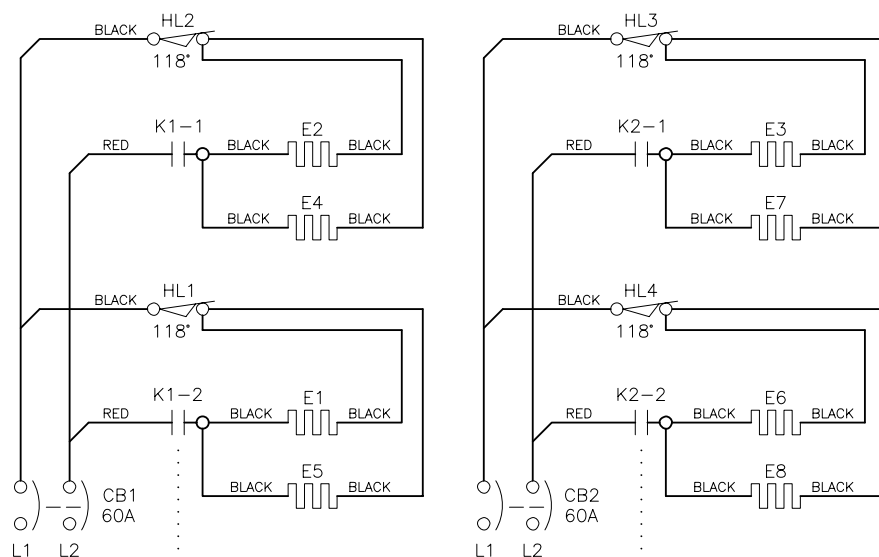 HL2
BLACK
118°
K1-1
RED
BLACK
E2
BLACK
E4
BLACK
BLACK
HL1
BLACK
118°
K1-2
RED
BLACK
E1
BLACK
E5
BLACK
BLACK
CB1
60A
L1
L2
HL3
BLACK
118°
K2-1
RED
BLACK
E3
BLACK
E7
BLACK
BLACK
HL4
BLACK
118°
K2-2
RED
BLACK
E6
BLACK
E8
BLACK
BLACK
CB2
60A
L1
L2